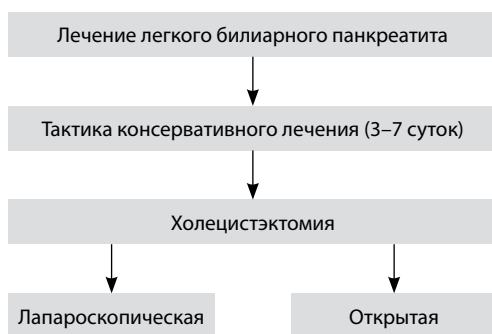 Лечение легкого билиарного панкреатита
Тактика консервативного лечения (3–7 суток)
Холецистэктомия
Лапароскопическая
Открытая